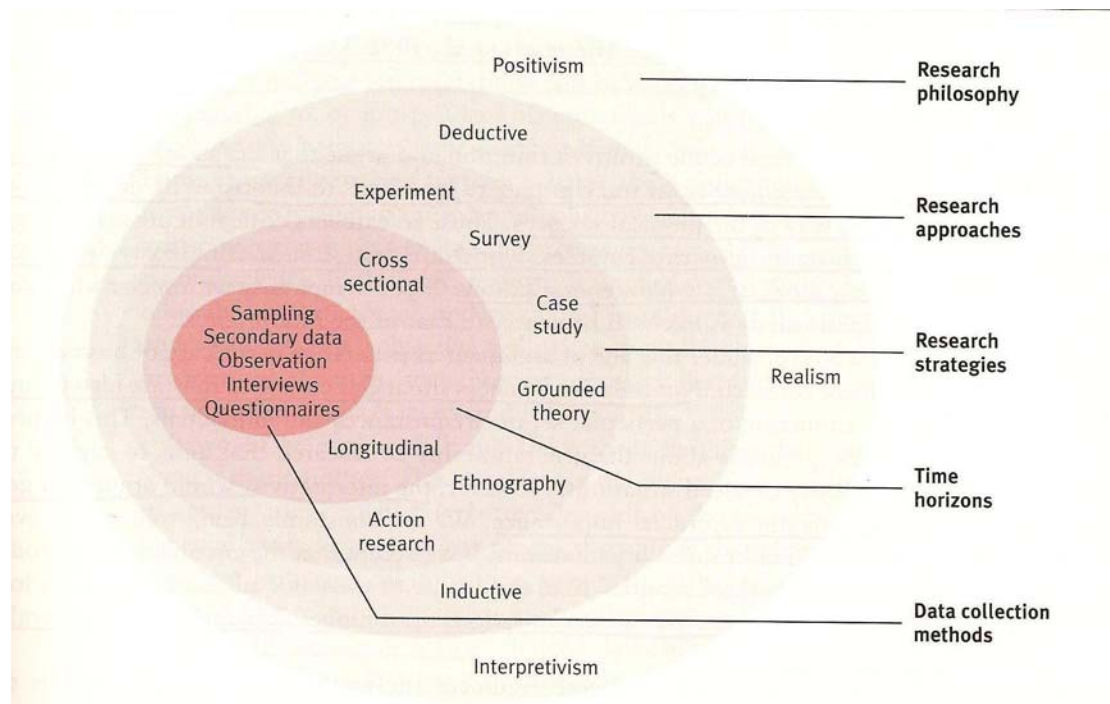 Positivism
Research
philosophy
Deductive
Experiment
Research
approaches
Survey
Cross
sectional
Case
study
Sampling
Secondary data
Observation
Interviews
Questionnaires
Research
strategies
Realism
Grounded
theory
Longitudinal
Ethnography
Time
horizons
Action
research
Inductive
Data collection
methods
Interpretivism